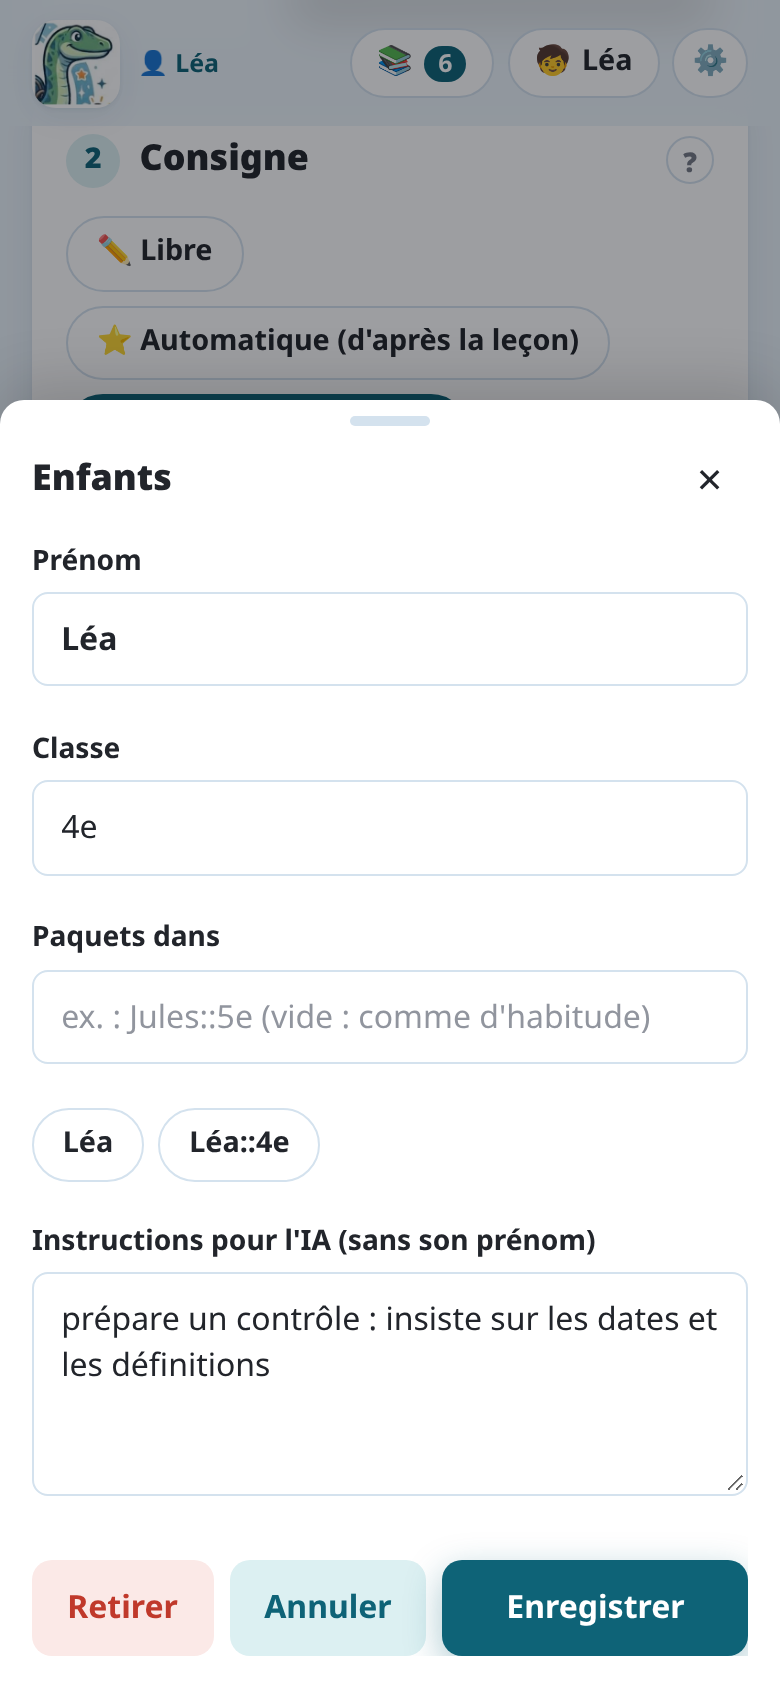 Léa
6
Léa
2
Consigne
?
Libre
Automatique (d'après la leçon)
Enfants
Prénom
Léa
Classe
4e
Paquets dans
ex. : Jules::5e (vide : comme d'habitude)
Léa
Léa::4e
Instructions pour l'IA (sans son prénom)
prépare un contrôle : insiste sur les dates et
les définitions
Retirer
Annuler
Enregistrer